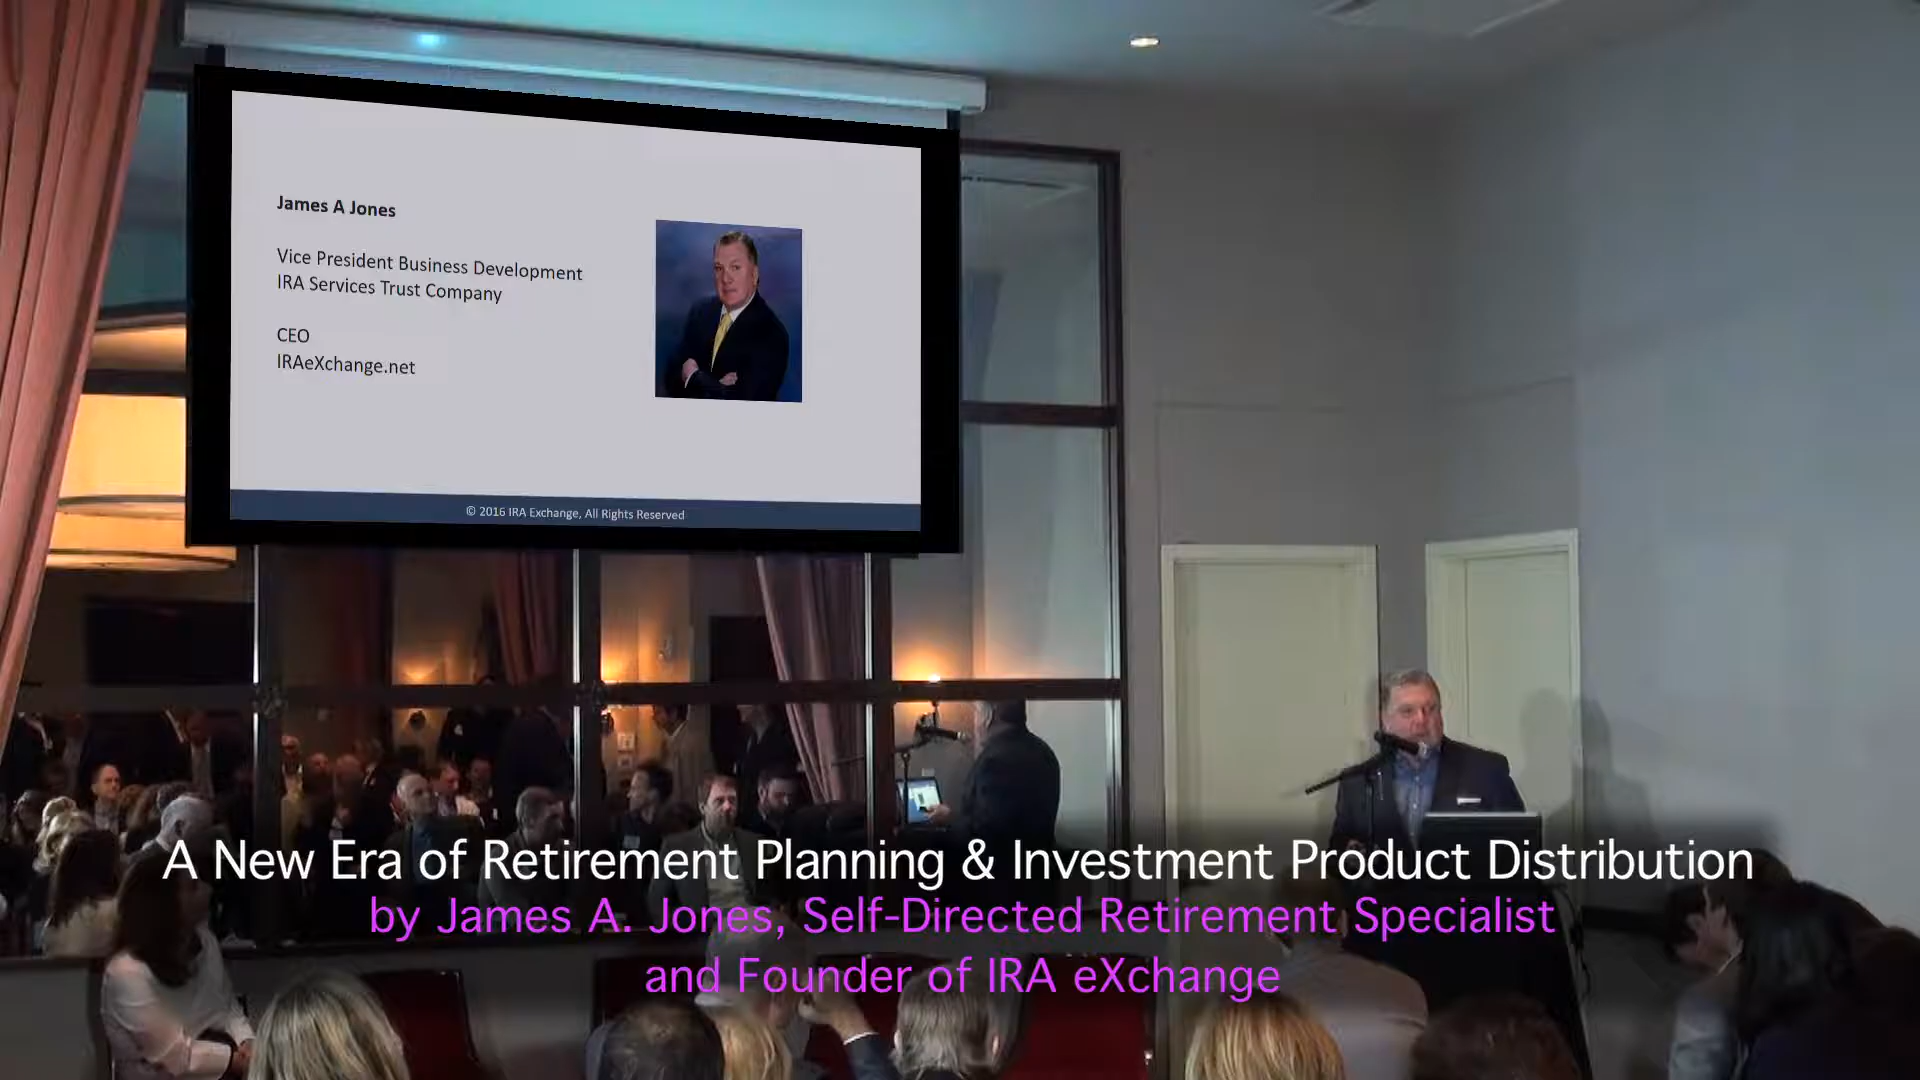 James A Jones
Vice President Business Development
IRA Services Trust Company
CEO
IRAeXchange.net
© 2016 IRA Exchange, All Rights Reserved
A New Era of Retirement Planning & Investment Product Distribution
by James A. Jones, Self-Directed Retirement Specialist
and Founder of IRA eXchange